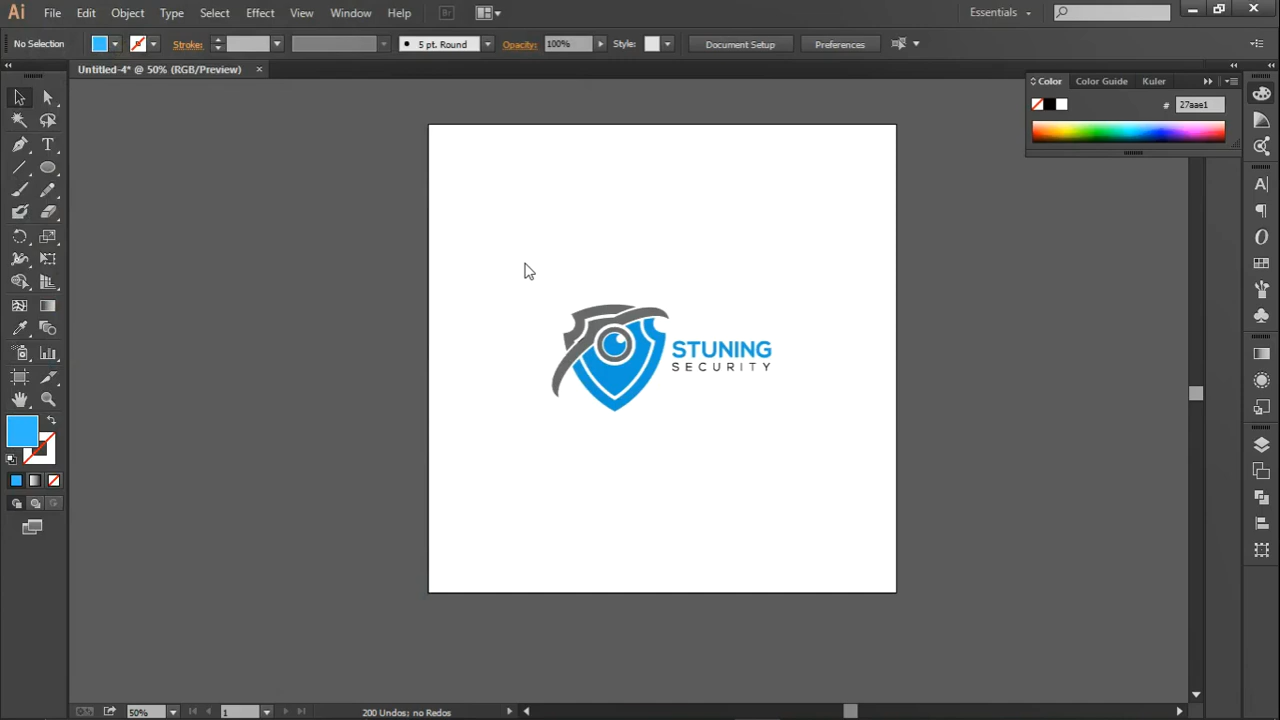 Ai File Edit Object Type Select Effect View Window Help Br Essentials
No Selection Stroke: 5 pt. Round Opacity: 100% Style: Document Setup Preferences
Untitled-4* @ 50% (RGB/Preview) ×
Color Color Guide Kuler
# 27aae1
STUNING
SECURITY
50% 1 200 Undos: no Redos